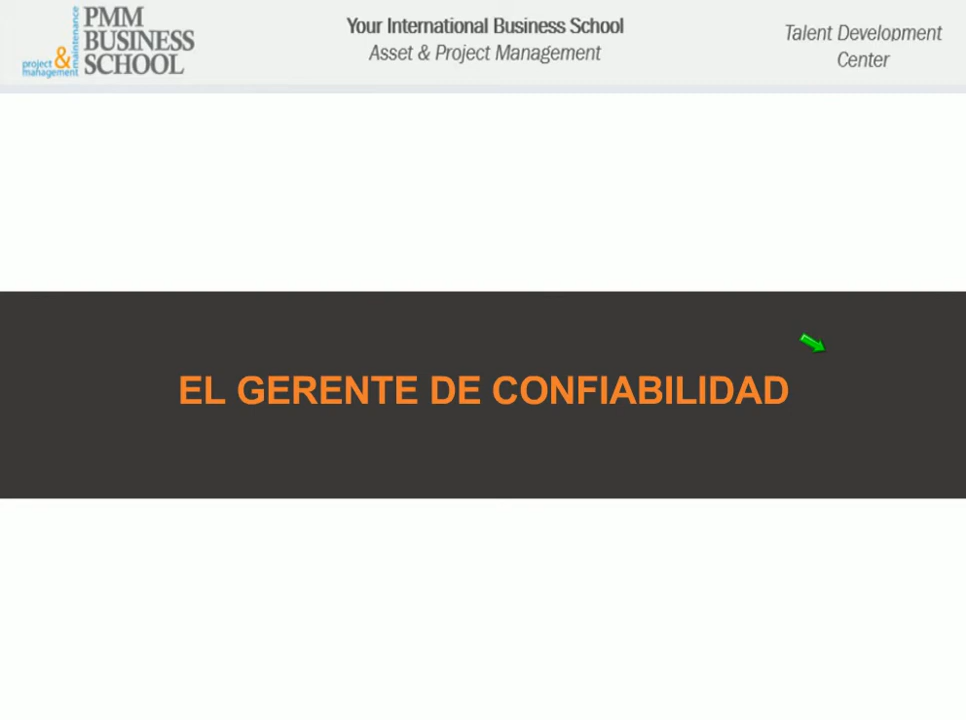 PMM
BUSINESS
SCHOOL
project & maintenance
management
Your International Business School
Asset & Project Management
Talent Development
Center
EL GERENTE DE CONFIABILIDAD